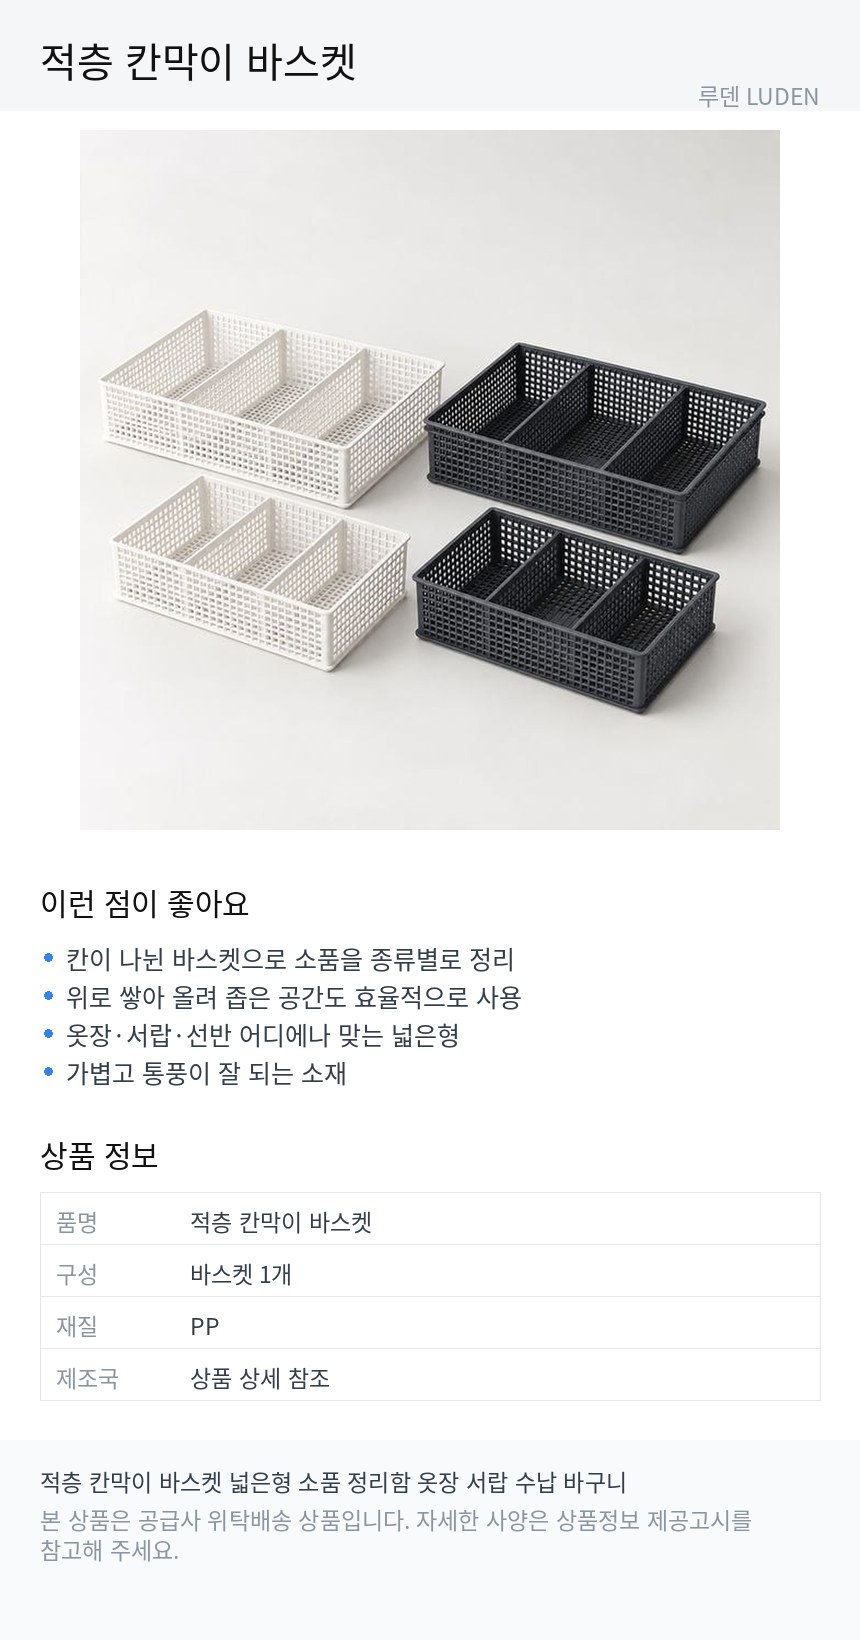 적층 칸막이 바스켓
루덴 LUDEN
이런 점이 좋아요
칸이 나뉜 바스켓으로 소품을 종류별로 정리
위로 쌓아 올려 좁은 공간도 효율적으로 사용
옷장·서랍·선반 어디에나 맞는 넓은형
가볍고 통풍이 잘 되는 소재
상품 정보
품명 적층 칸막이 바스켓
구성 바스켓 1개
재질 PP
제조국 상품 상세 참조
적층 칸막이 바스켓 넓은형 소품 정리함 옷장 서랍 수납 바구니
본 상품은 공급사 위탁배송 상품입니다. 자세한 사양은 상품정보 제공고시를
참고해 주세요.